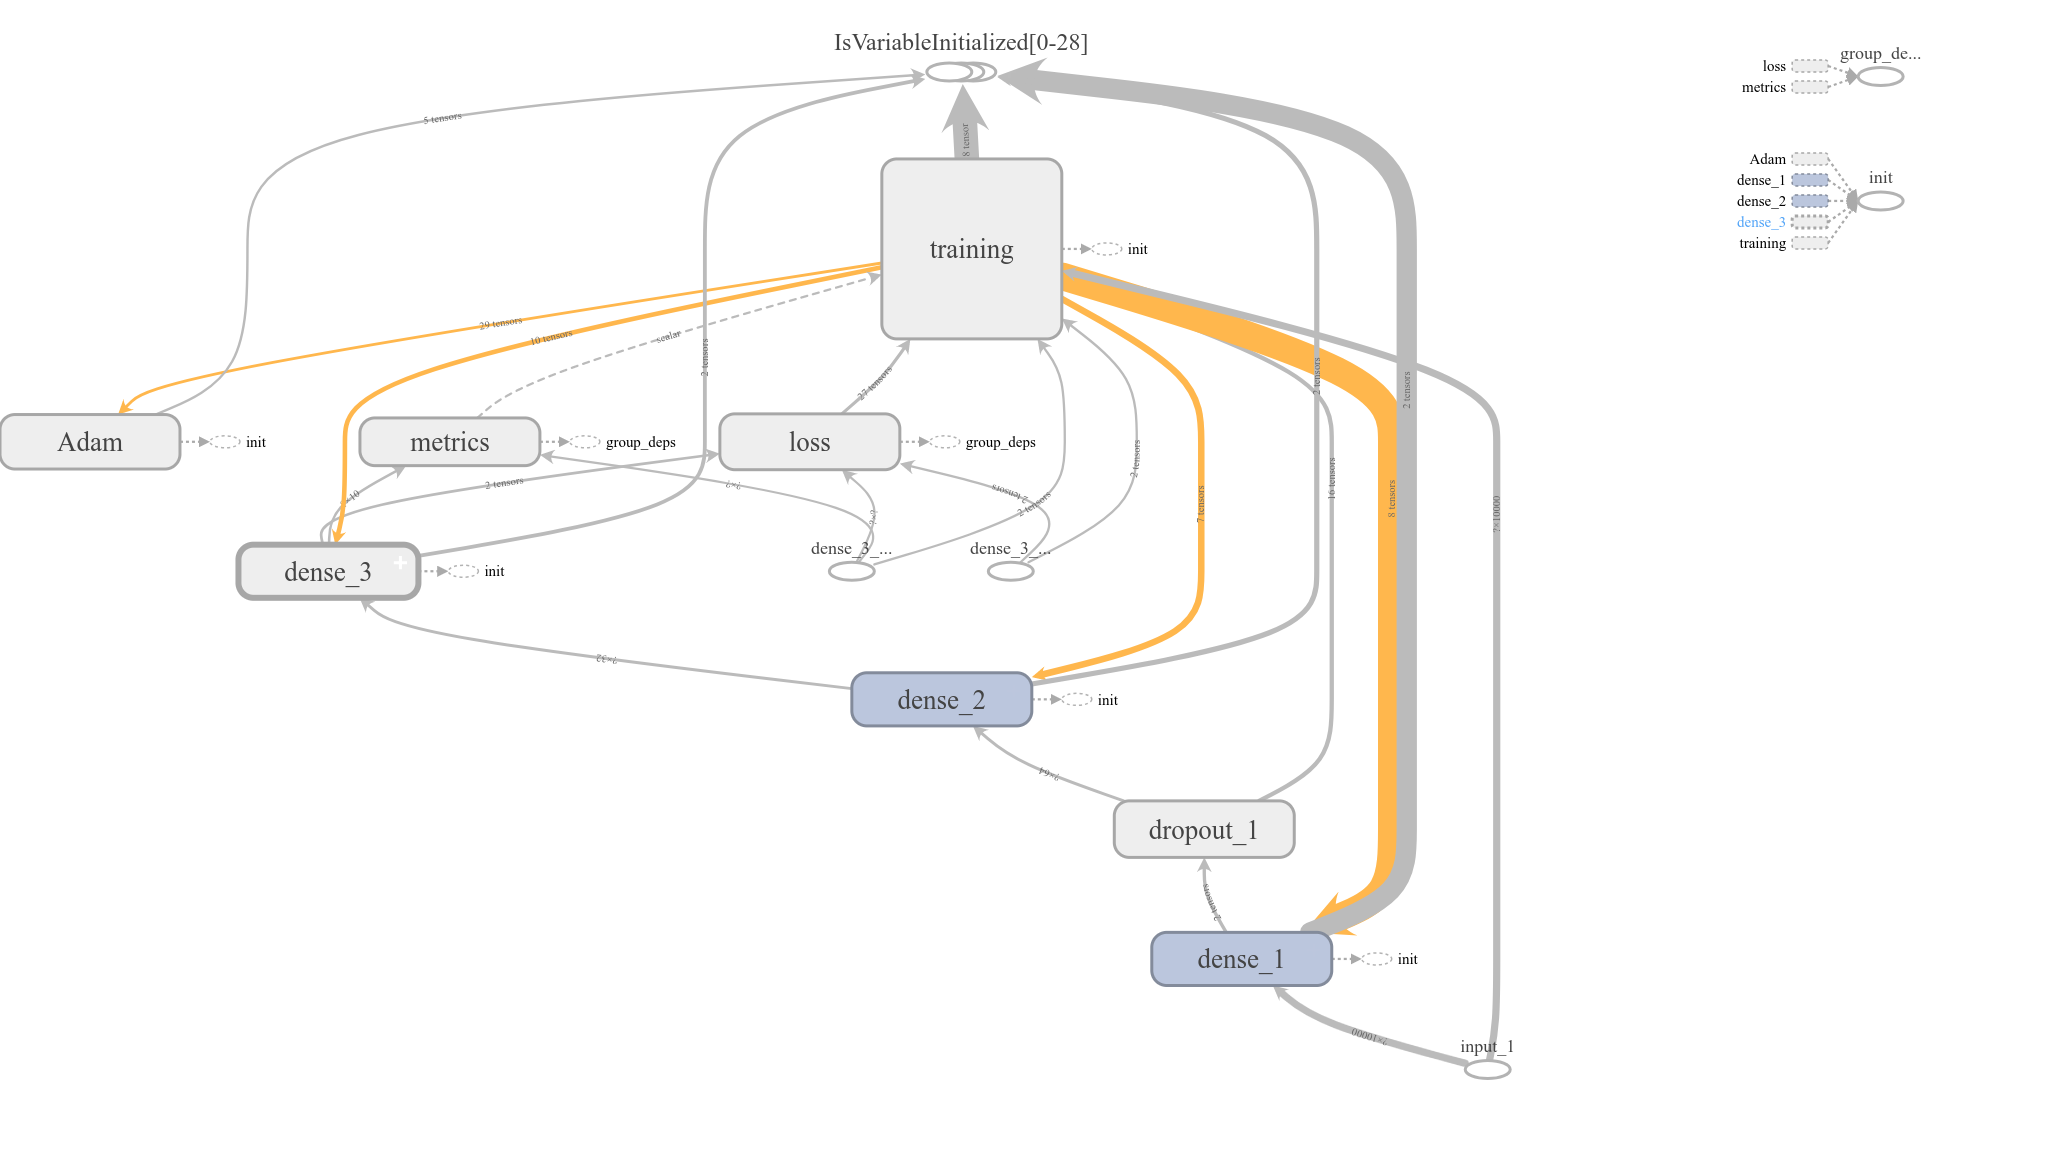 IsVariableInitialized[0-28]
5 tensors
8 tensor
training
init
29 tensors
10 tensors
scalar
2 tensors
27 tensors
2 tensors
2 tensors
Adam
init
metrics
group_deps
loss
group_deps
2 tensors
?×?
2 tensors
2 tensors
2 tensors
?×10
?×?
7 tensors
16 tensors
8 tensors
?×10000
dense_3
init
dense_3_...
dense_3_...
?×32
dense_2
init
?×64
dropout_1
2 tensors
dense_1
init
?×10000
input_1
loss
metrics
group_de...
Adam
dense_1
dense_2
dense_3
training
init